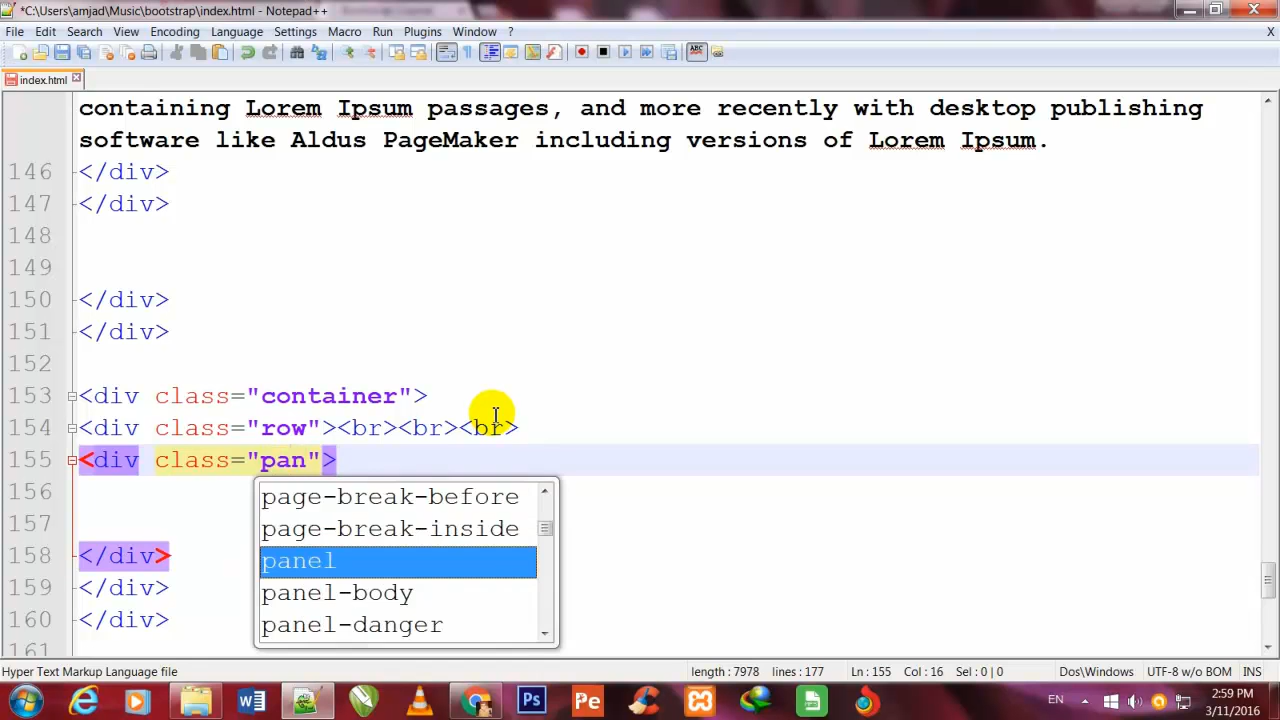 *C:\Users\amjad\Music\bootstrap\index.html - Notepad++
File Edit Search View Encoding Language Settings Macro Run Plugins Window ? X
index.html
containing Lorem Ipsum passages, and more recently with desktop publishing
software like Aldus PageMaker including versions of Lorem Ipsum.
146 </div>
147 </div>
148
149
150 </div>
151 </div>
152
153 <div class="container">
154 <div class="row"><br><br><br>
155 <div class="pan">
156
page-break-before
157
page-break-inside
panel
158 </div>
159 </div>
panel-body
160 </div>
panel-danger
161
Hyper Text Markup Language file length : 7978 lines : 177 Ln : 155 Col : 16 Sel : 0 | 0 Dos\Windows UTF-8 w/o BOM INS
EN 2:59 PM
3/11/2016